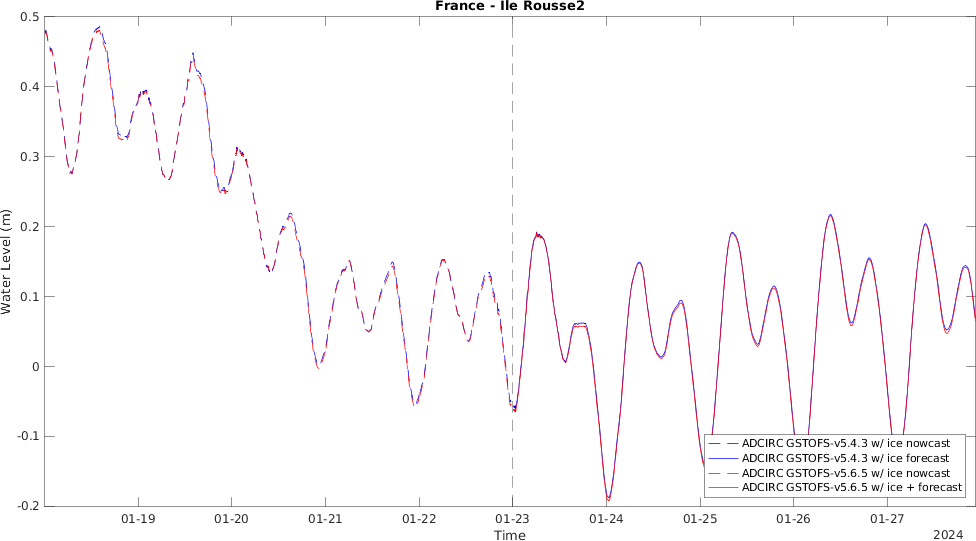 France - Ile Rousse2
0.5
0.4
0.3
0.2
0.1
0
-0.1
-0.2
Water Level (m)
01-19 01-20 01-21 01-22 01-23 01-24 01-25 01-26 01-27
Time
2024
ADCIRC GSTOFS-v5.4.3 w/ ice nowcast
ADCIRC GSTOFS-v5.4.3 w/ ice forecast
ADCIRC GSTOFS-v5.6.5 w/ ice nowcast
ADCIRC GSTOFS-v5.6.5 w/ ice + forecast